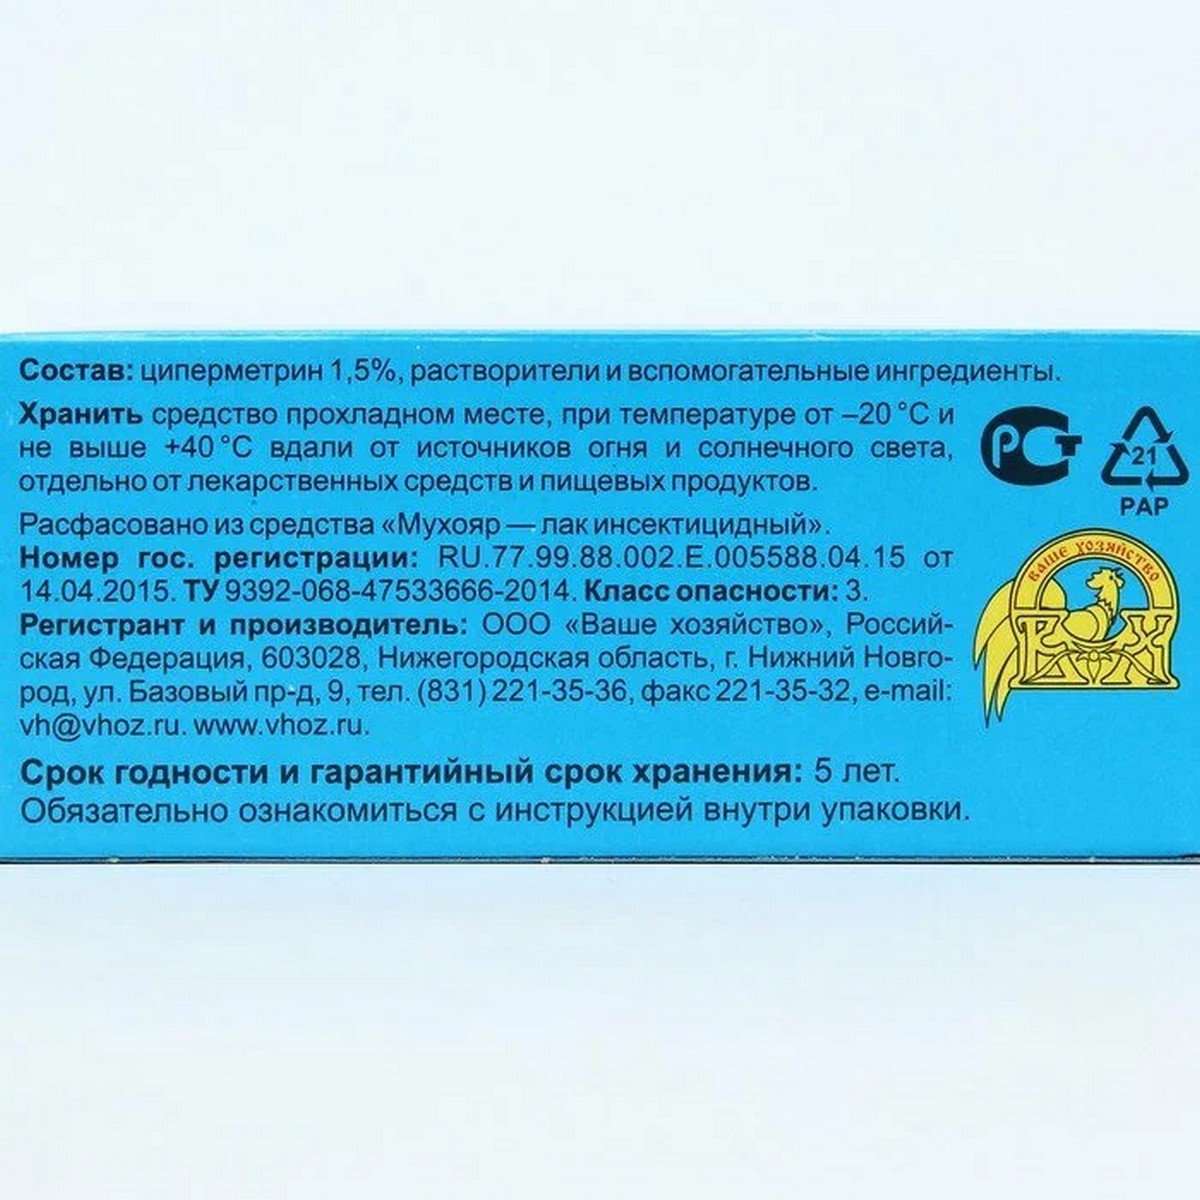 Состав: циперметрин 1,5%, растворители и вспомогательные ингредиенты.
Хранить средство прохладном месте, при температуре от –20 °С и
не выше +40 °С вдали от источников огня и солнечного света,
отдельно от лекарственных средств и пищевых продуктов.
Расфасовано из средства «Мухояр — лак инсектицидный».
Номер гос. регистрации: RU.77.99.88.002.Е.005588.04.15 от
14.04.2015. ТУ 9392-068-47533666-2014. Класс опасности: 3.
Регистрант и производитель: ООО «Ваше хозяйство», Россий-
ская Федерация, 603028, Нижегородская область, г. Нижний Новго-
род, ул. Базовый пр-д, 9, тел. (831) 221-35-36, факс 221-35-32, e-mail:
vh@vhoz.ru. www.vhoz.ru.
Срок годности и гарантийный срок хранения: 5 лет.
Обязательно ознакомиться с инструкцией внутри упаковки.
РСТ
21
PAP
ВАШЕ ХОЗЯЙСТВО
ВХ